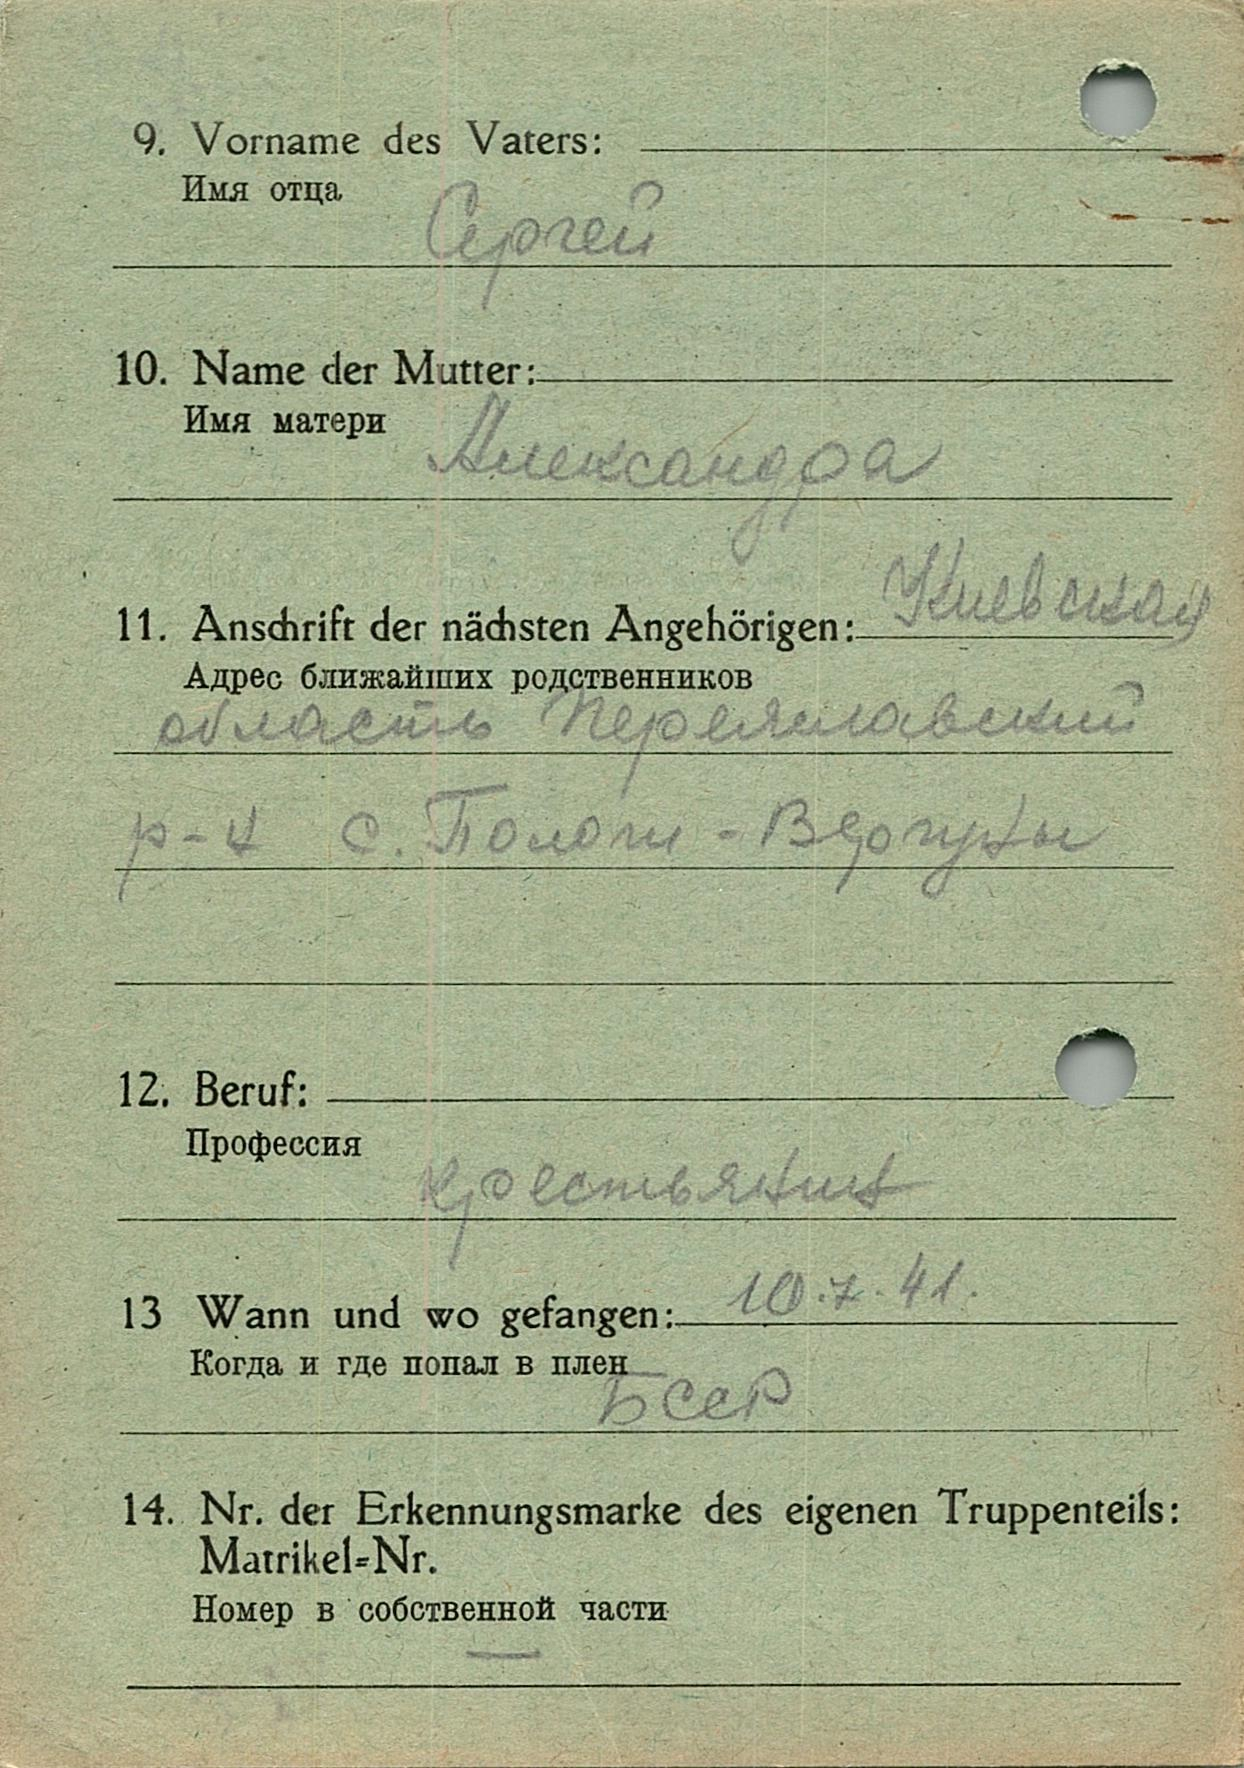 9. Vorname des Vaters:
Имя отца
Сергей
10. Name der Mutter:
Имя матери
Александра
11. Anschrift der nächsten Angehörigen: Киевская
Адрес ближайших родственников
область Переяславский
р-н с. Пологи - Вергуны
12. Beruf:
Профессия
крестьянин
13 Wann und wo gefangen: 10.7.41.
Когда и где попал в плен
БССР
14. Nr. der Erkennungsmarke des eigenen Truppenteils:
Matrikel=Nr.
Номер в собственной части
—